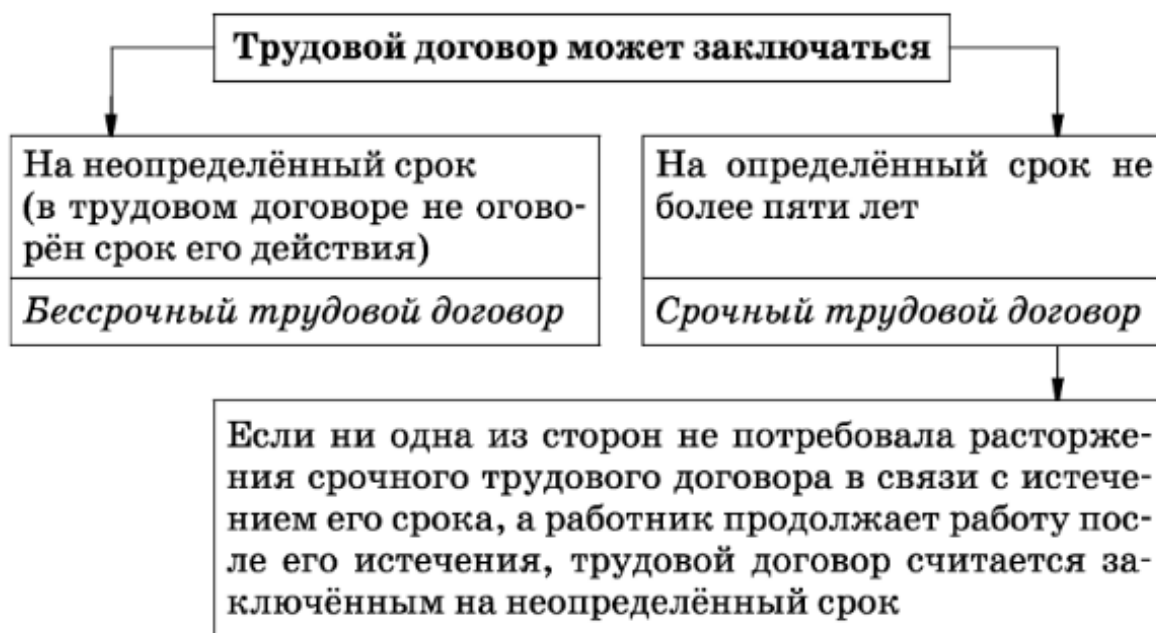 Трудовой договор может заключаться
На неопределённый срок
(в трудовом договоре не огово-
рён срок его действия)
Бессрочный трудовой договор
На определённый срок не
более пяти лет
Срочный трудовой договор
Если ни одна из сторон не потребовала расторже-
ния срочного трудового договора в связи с истече-
нием его срока, а работник продолжает работу пос-
ле его истечения, трудовой договор считается за-
ключённым на неопределённый срок